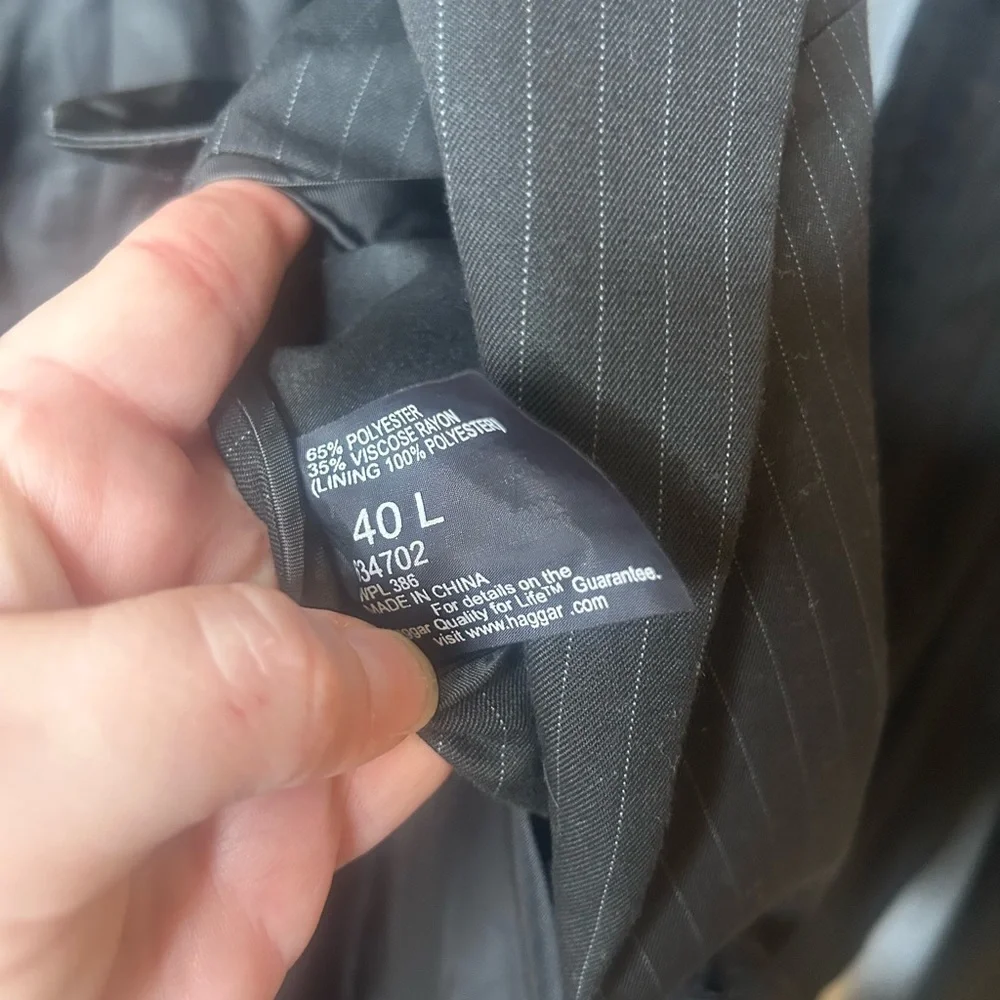 65% POLYESTER
35% VISCOSE RAYON
(LINING 100% POLYESTER)
40 L
34702
WPL 386
MADE IN CHINA
For details on the
Quality for Life™ Guarantee.
visit www.haggar .com